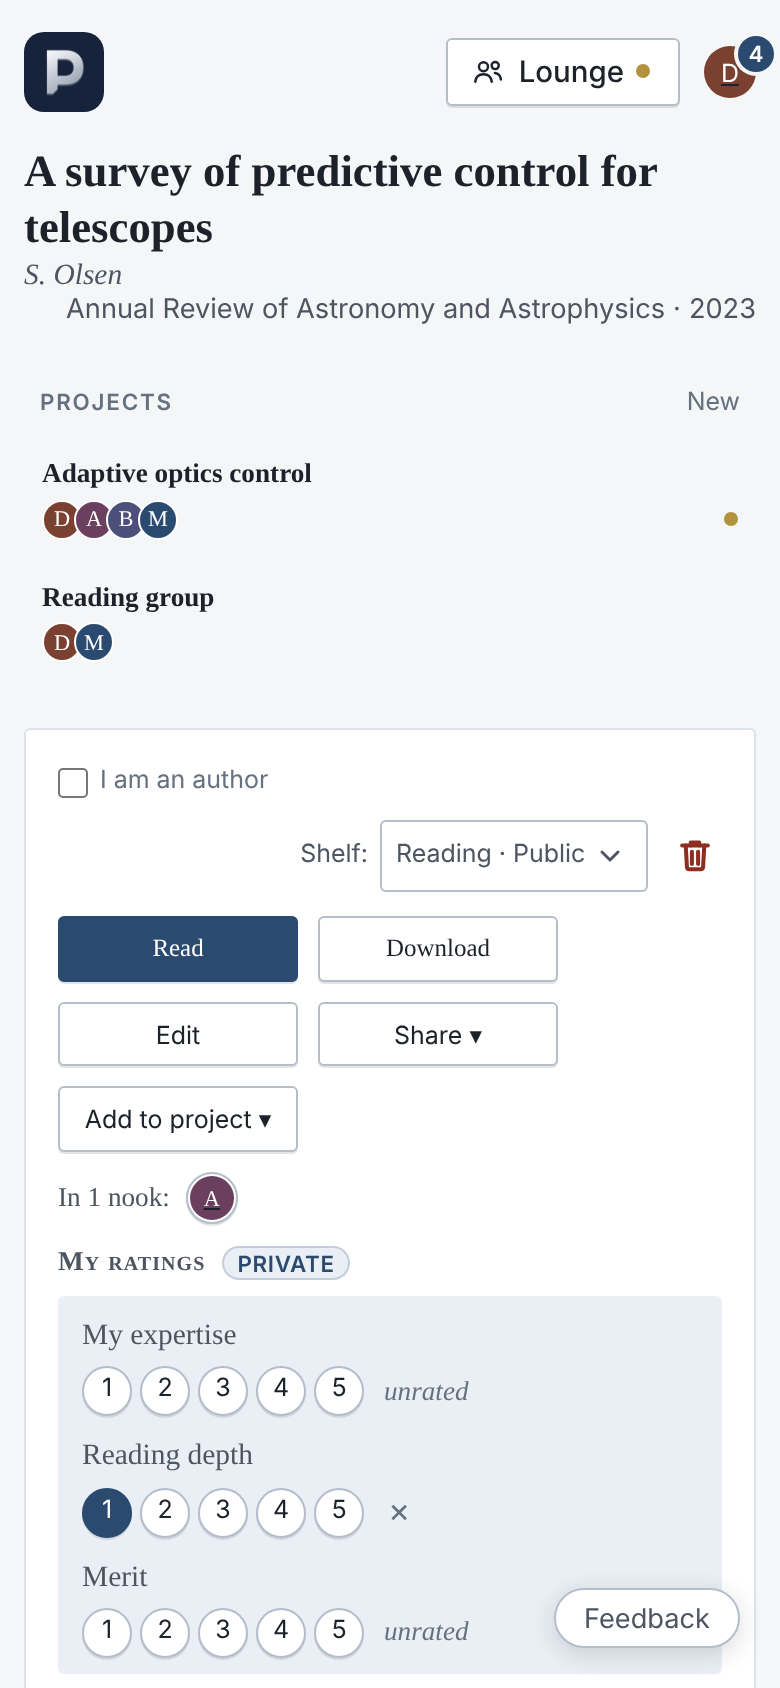 P
Lounge
D
4
A survey of predictive control for
telescopes
S. Olsen
Annual Review of Astronomy and Astrophysics · 2023
PROJECTS
New
Adaptive optics control
D A B M
Reading group
D M
I am an author
Shelf: Reading · Public
Read
Download
Edit
Share ▾
Add to project ▾
In 1 nook: A
My ratings PRIVATE
My expertise
1 2 3 4 5 unrated
Reading depth
1 2 3 4 5 ×
Merit
1 2 3 4 5 unrated
Feedback